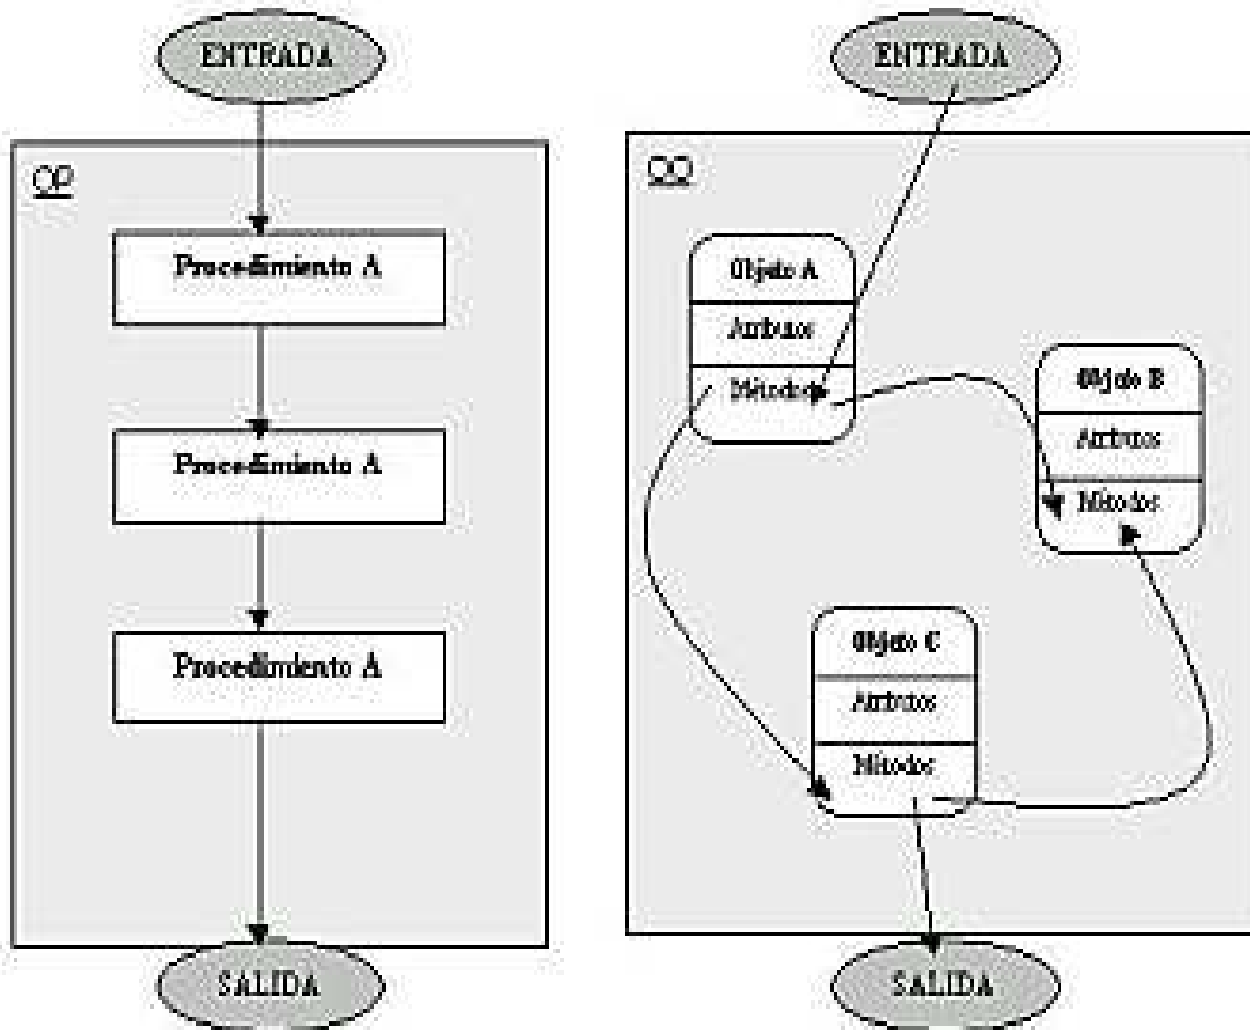 ENTRADA
OP
Procedimiento A
Procedimiento A
Procedimiento A
SALIDA
ENTRADA
OO
Objeto A
Atributos
Métodos
Objeto B
Atributos
Métodos
Objeto C
Atributos
Métodos
SALIDA